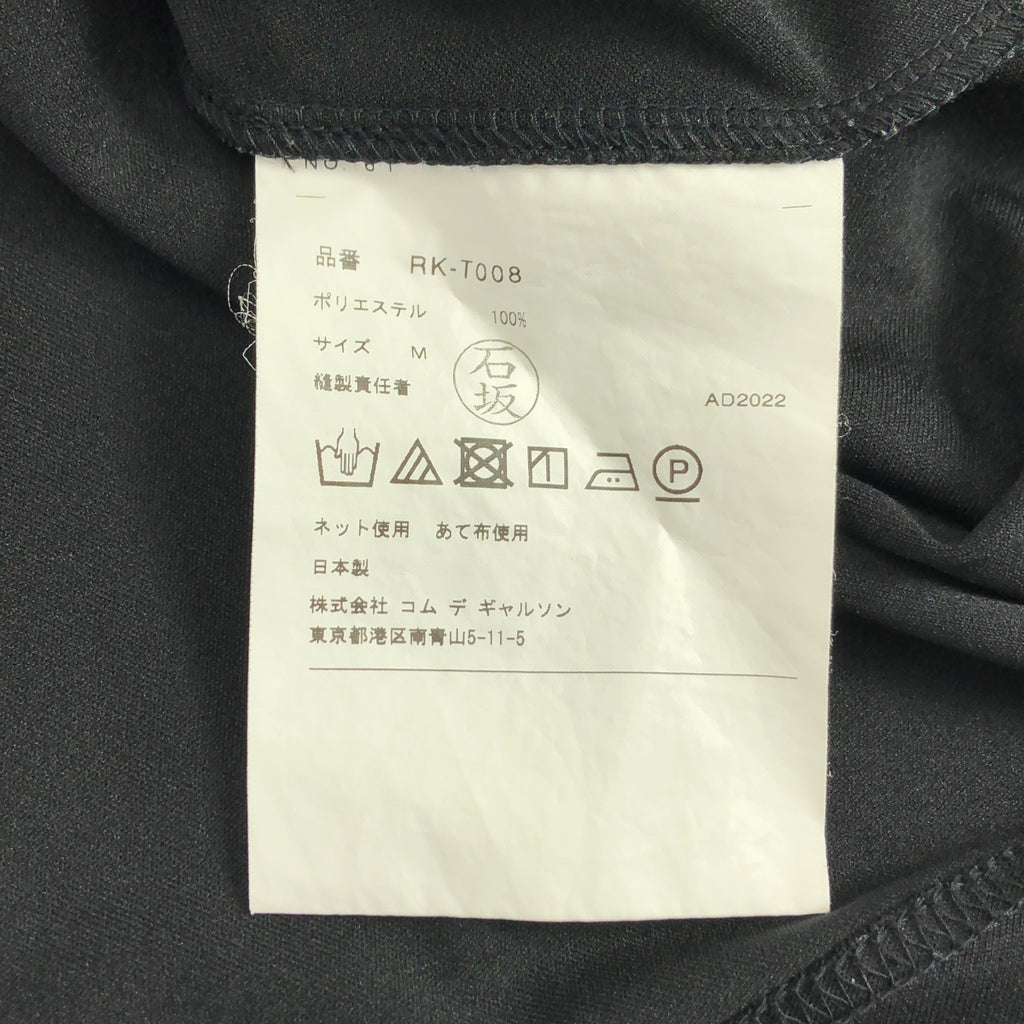 NO. 01
品番 RK-T008
ポリエステル 100%
サイズ M
縫製責任者 石坂
AD2022
P
ネット使用 あて布使用
日本製
株式会社 コム デ ギャルソン
東京都港区南青山5-11-5